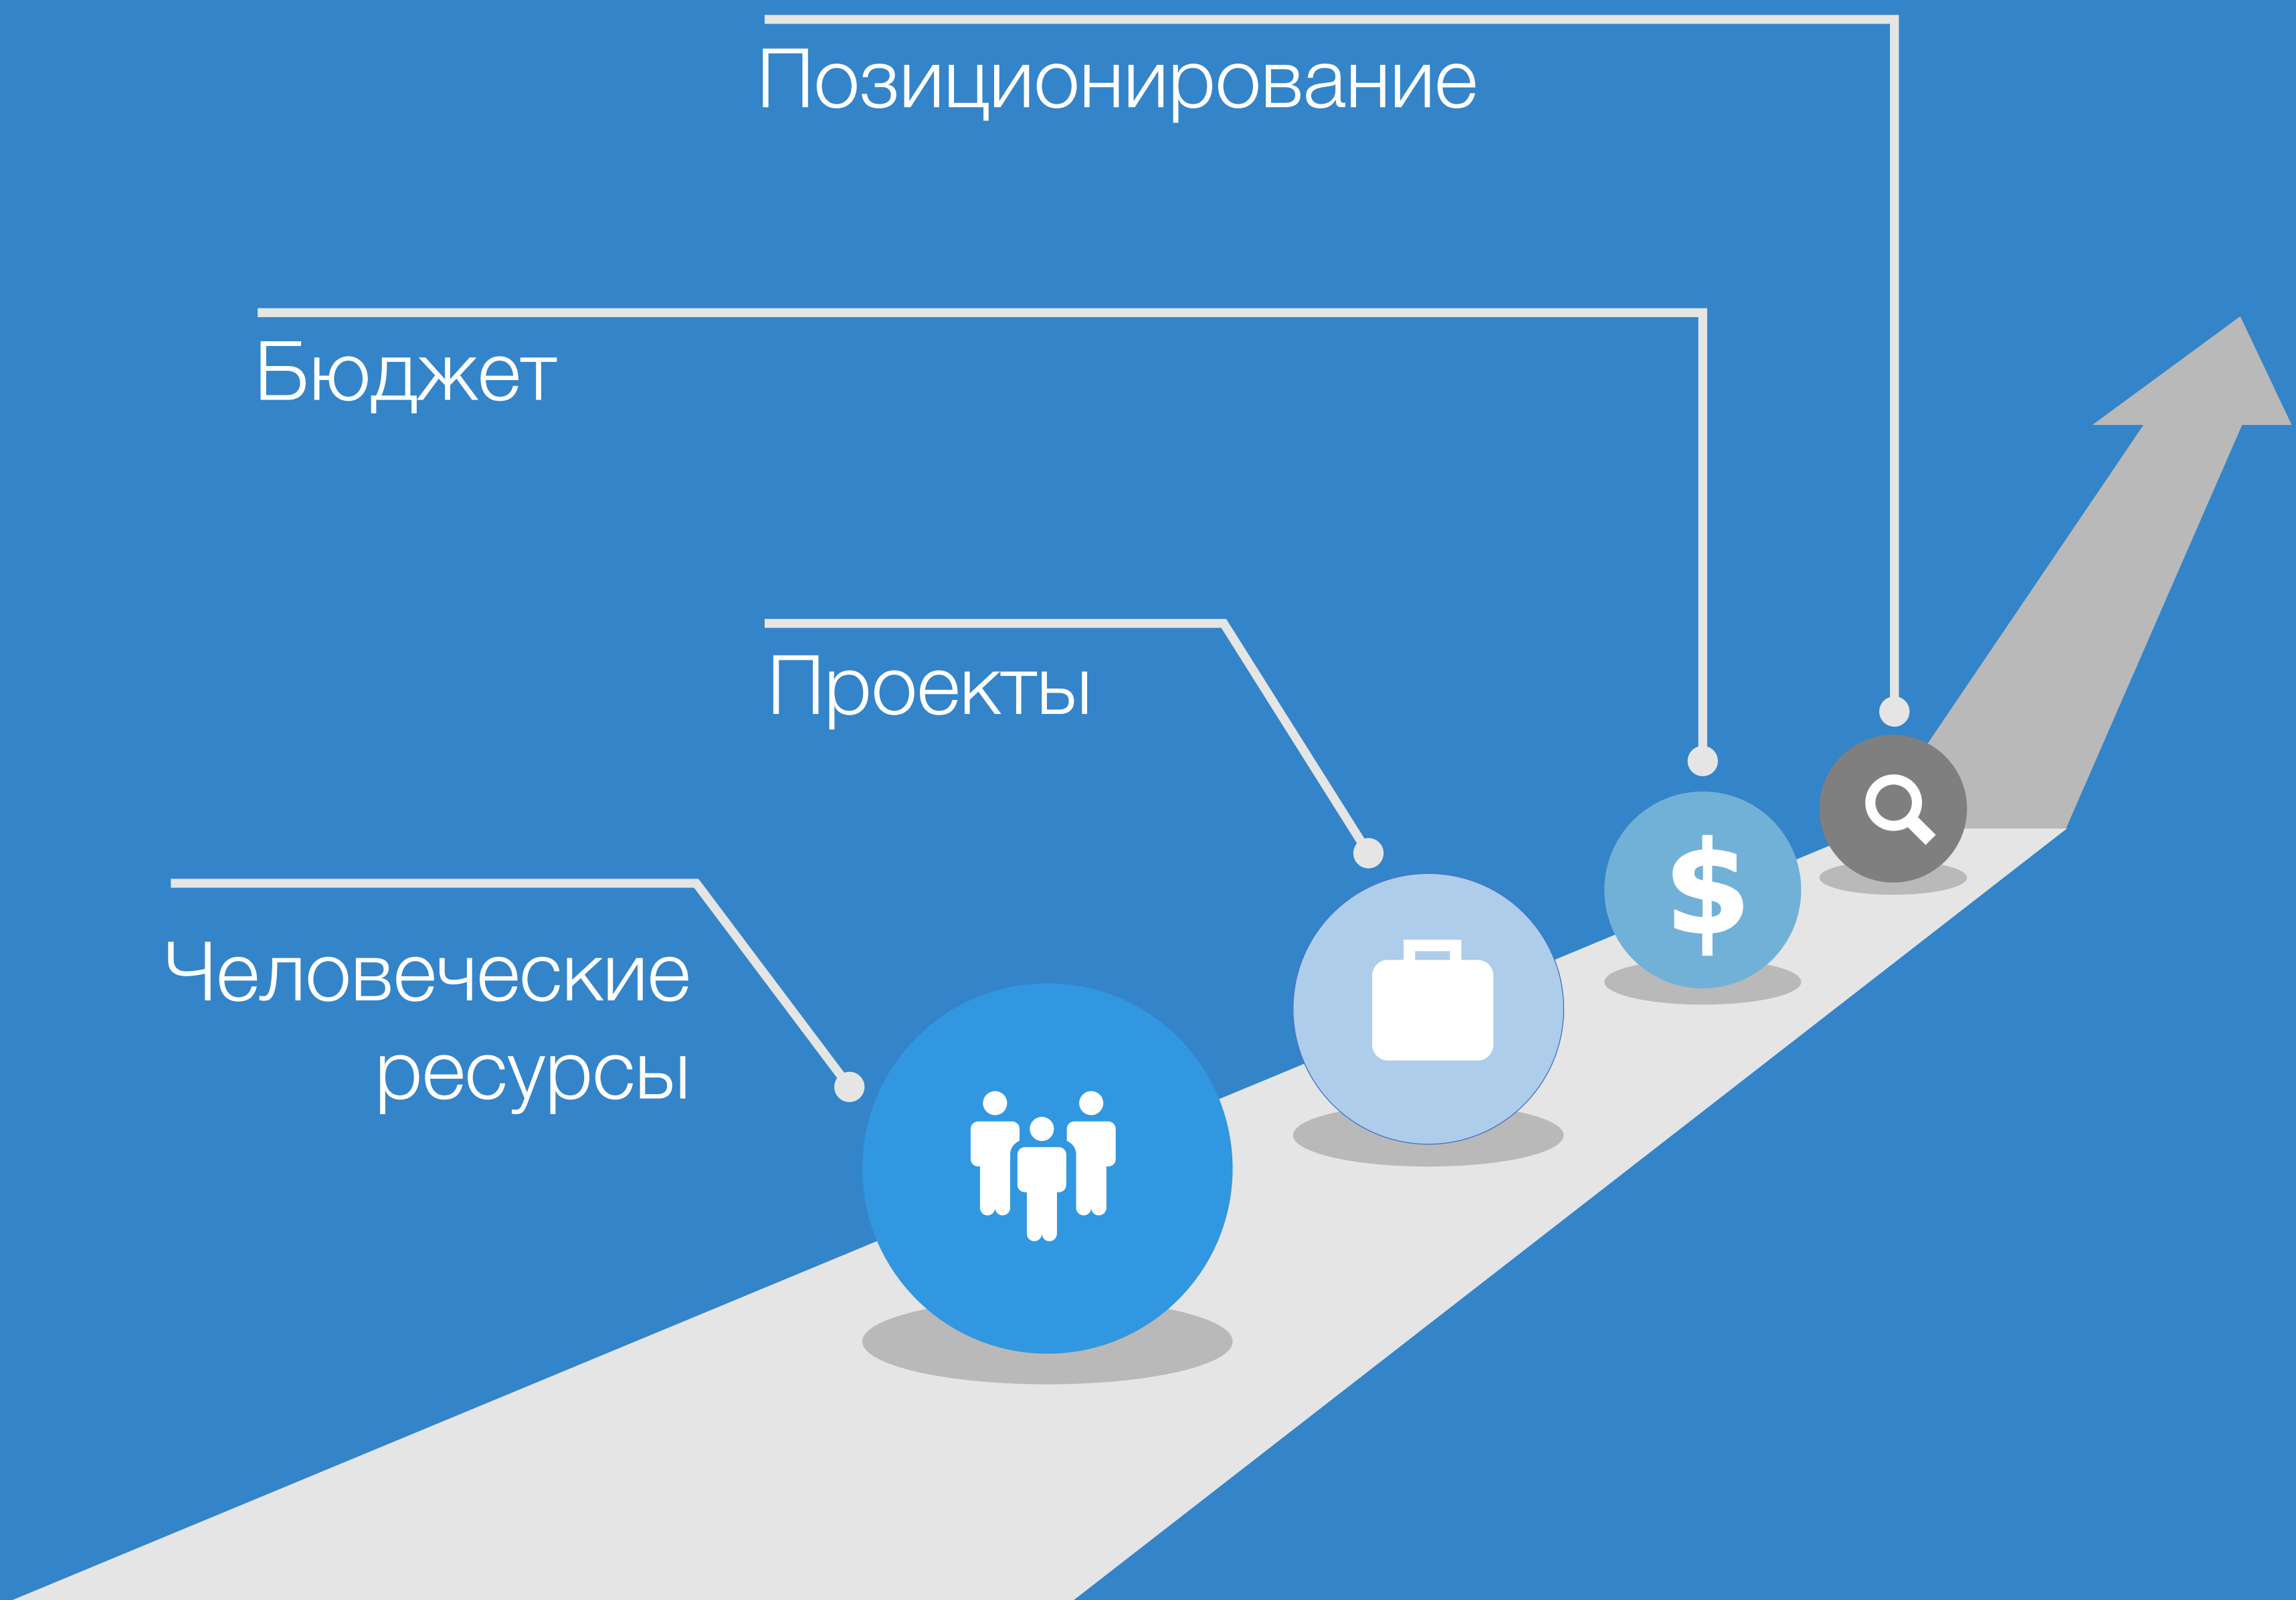 Позиционирование
Бюджет
Проекты
Человеческие
ресурсы
$